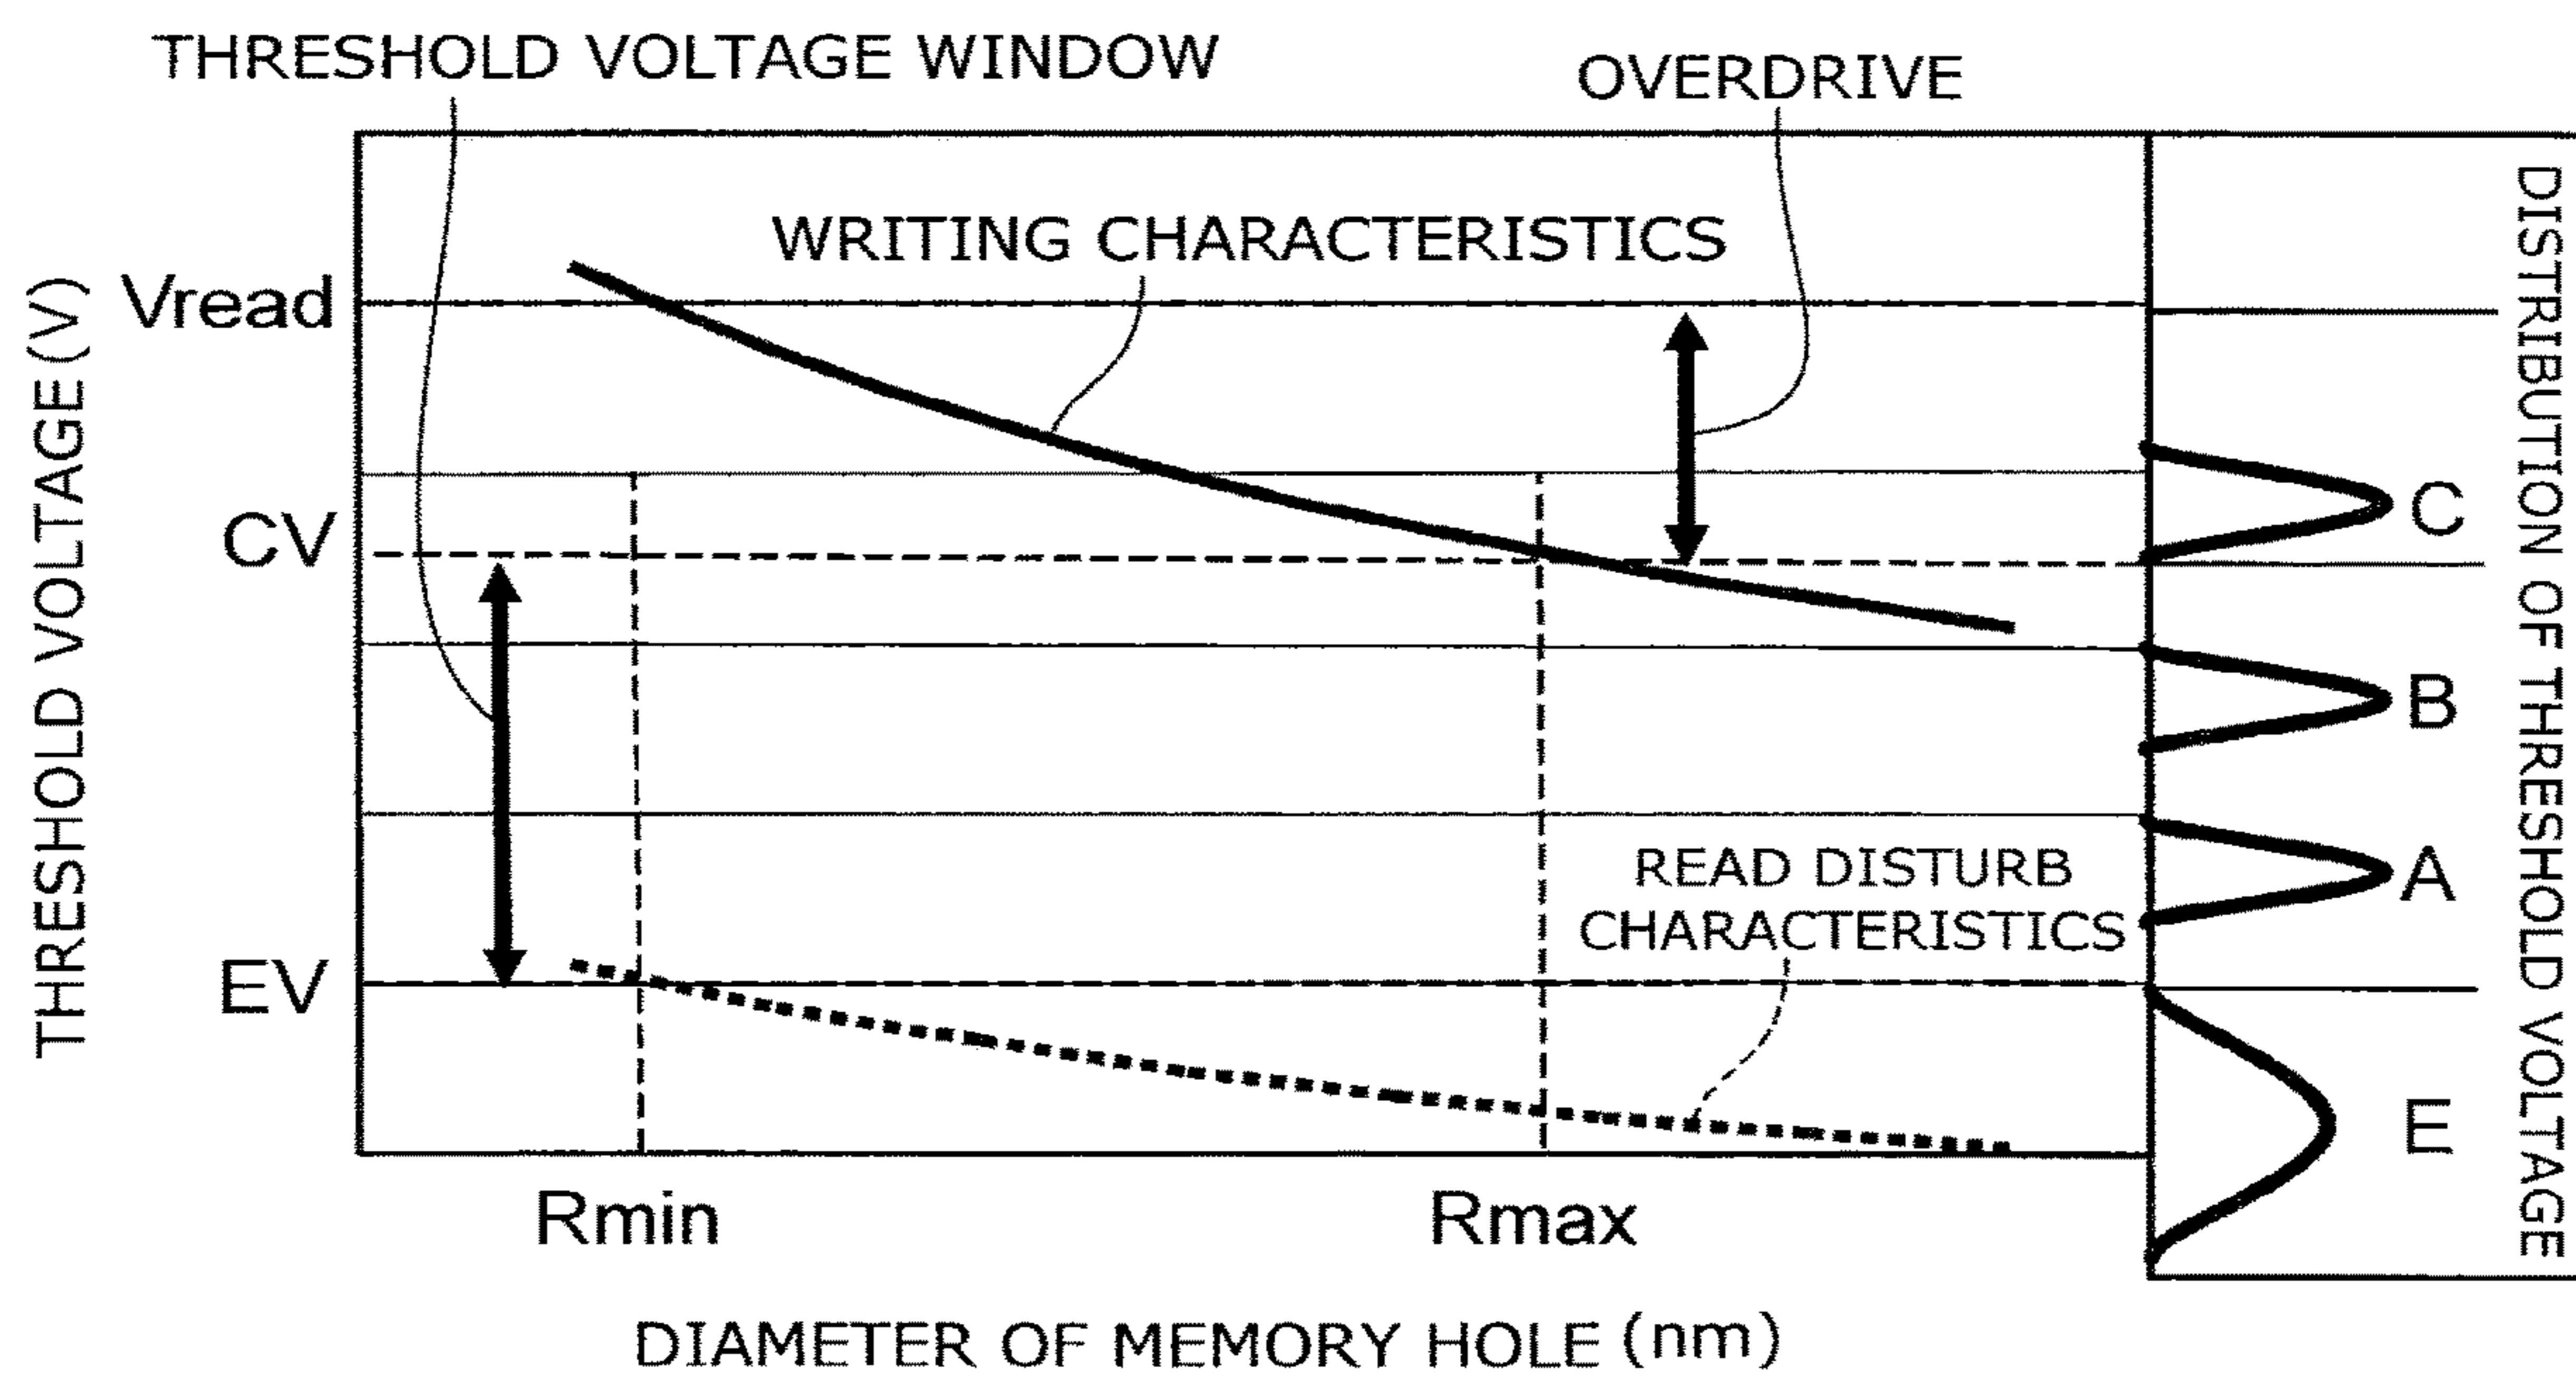 THRESHOLD VOLTAGE WINDOW
OVERDRIVE
WRITING CHARACTERISTICS
Vread
CV
EV
THRESHOLD VOLTAGE (V)
READ DISTURB
CHARACTERISTICS
C
B
A
E
DISTRIBUTION OF THRESHOLD VOLTAGE
Rmin
Rmax
DIAMETER OF MEMORY HOLE (nm)